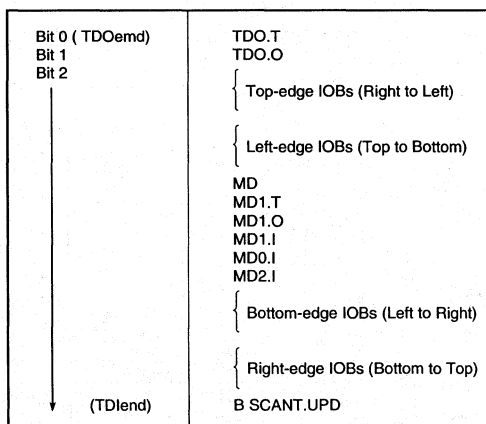 Bit 0 ( TDOemd) TDO.T
Bit 1 TDO.O
Bit 2
Top-edge IOBs (Right to Left)
Left-edge IOBs (Top to Bottom)
MD
MD1.T
MD1.O
MD1.I
MD0.I
MD2.I
Bottom-edge IOBs (Left to Right)
Right-edge IOBs (Bottom to Top)
(TDIend) B SCANT.UPD